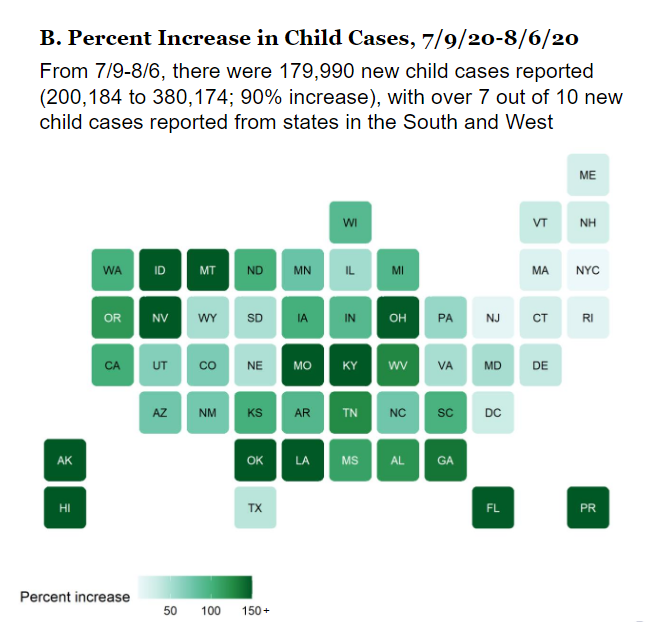 B. Percent Increase in Child Cases, 7/9/20-8/6/20
From 7/9-8/6, there were 179,990 new child cases reported
(200,184 to 380,174; 90% increase), with over 7 out of 10 new
child cases reported from states in the South and West
ME
WI VT NH
WA ID MT ND MN IL MI MA NYC
OR NV WY SD IA IN OH PA NJ CT RI
CA UT CO NE MO KY WV VA MD DE
AZ NM KS AR TN NC SC DC
AK OK LA MS AL GA
HI TX FL PR
Percent increase
50 100 150+